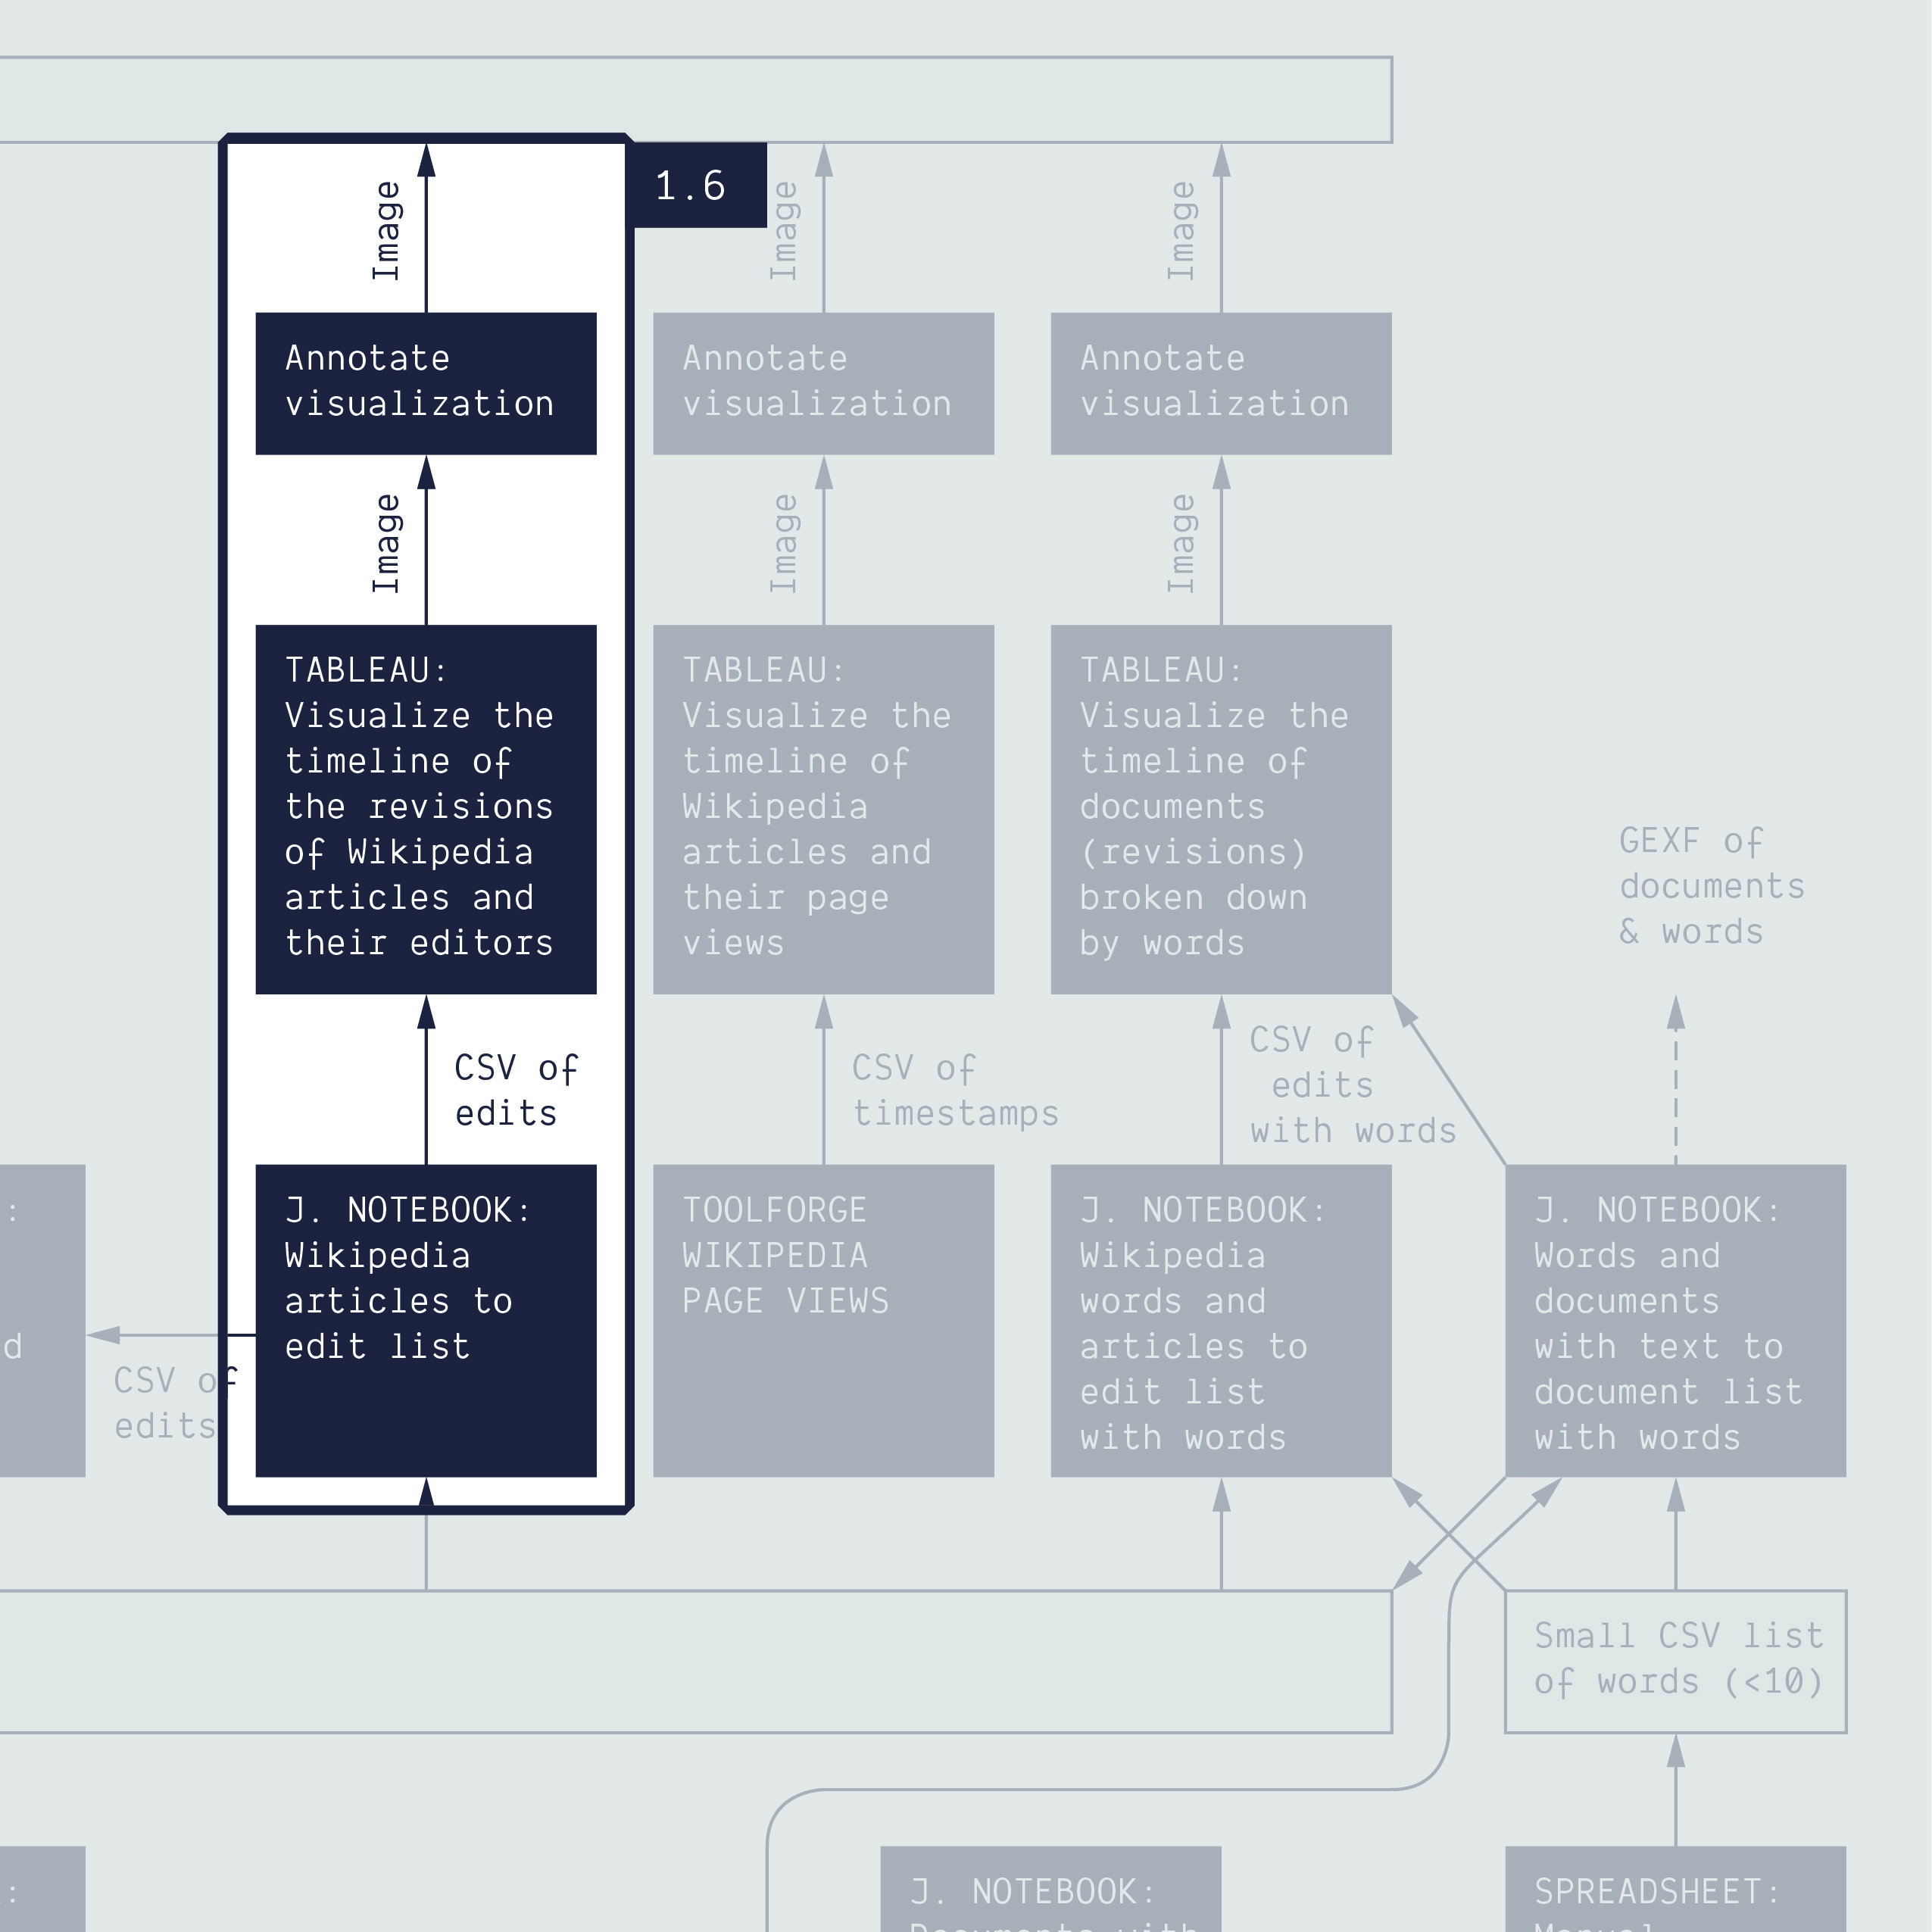 1.6
Image
Image
Image
Annotate
visualization
Annotate
visualization
Annotate
visualization
Image
Image
Image
TABLEAU:
Visualize the
timeline of
the revisions
of Wikipedia
articles and
their editors
TABLEAU:
Visualize the
timeline of
Wikipedia
articles and
their page
views
TABLEAU:
Visualize the
timeline of
documents
(revisions)
broken down
by words
GEXF of
documents
& words
CSV of
edits
CSV of
timestamps
CSV of
edits
with words
:
d
CSV of
edits
J. NOTEBOOK:
Wikipedia
articles to
edit list
TOOLFORGE
WIKIPEDIA
PAGE VIEWS
J. NOTEBOOK:
Wikipedia
words and
articles to
edit list
with words
J. NOTEBOOK:
Words and
documents
with text to
document list
with words
Small CSV list
of words (<10)
:
J. NOTEBOOK:
Documents with
SPREADSHEET:
Manual